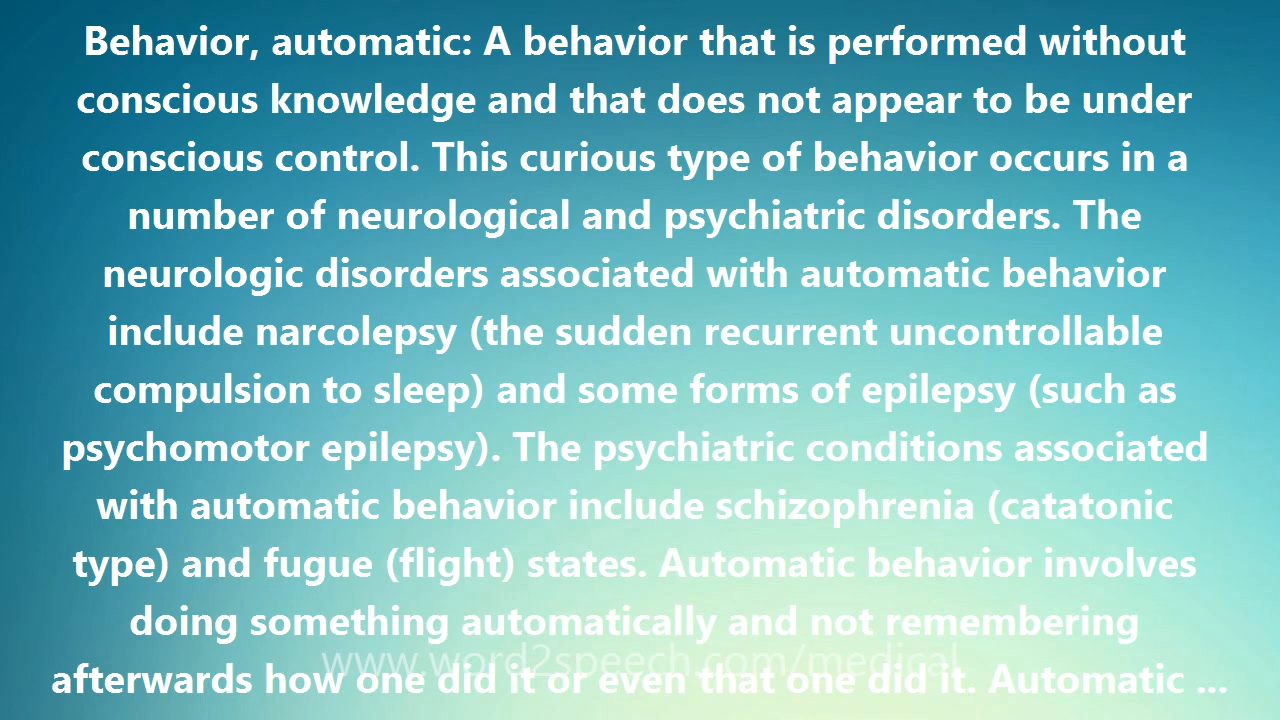 Behavior, automatic: A behavior that is performed without
conscious knowledge and that does not appear to be under
conscious control. This curious type of behavior occurs in a
number of neurological and psychiatric disorders. The
neurologic disorders associated with automatic behavior
include narcolepsy (the sudden recurrent uncontrollable
compulsion to sleep) and some forms of epilepsy (such as
psychomotor epilepsy). The psychiatric conditions associated
with automatic behavior include schizophrenia (catatonic
type) and fugue (flight) states. Automatic behavior involves
doing something automatically and not remembering
www.word2speech.com/medical
afterwards how one did it or even that one did it. Automatic ...